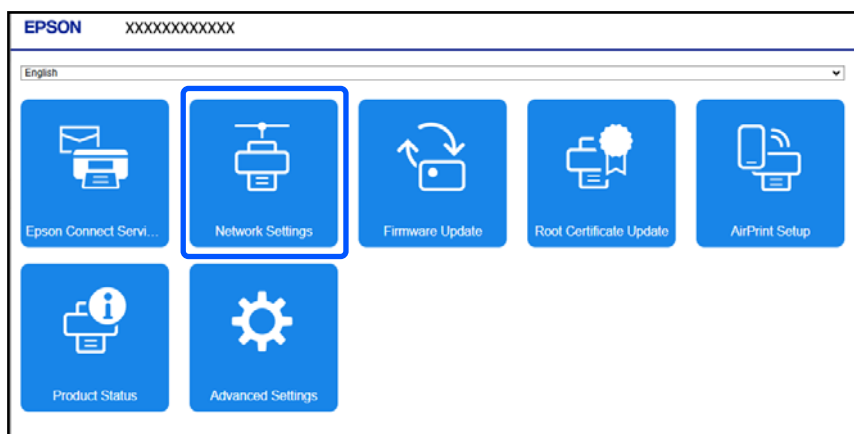 EPSON XXXXXXXXXXXX
English
Epson Connect Servi...
Network Settings
Firmware Update
Root Certificate Update
AirPrint Setup
Product Status
Advanced Settings